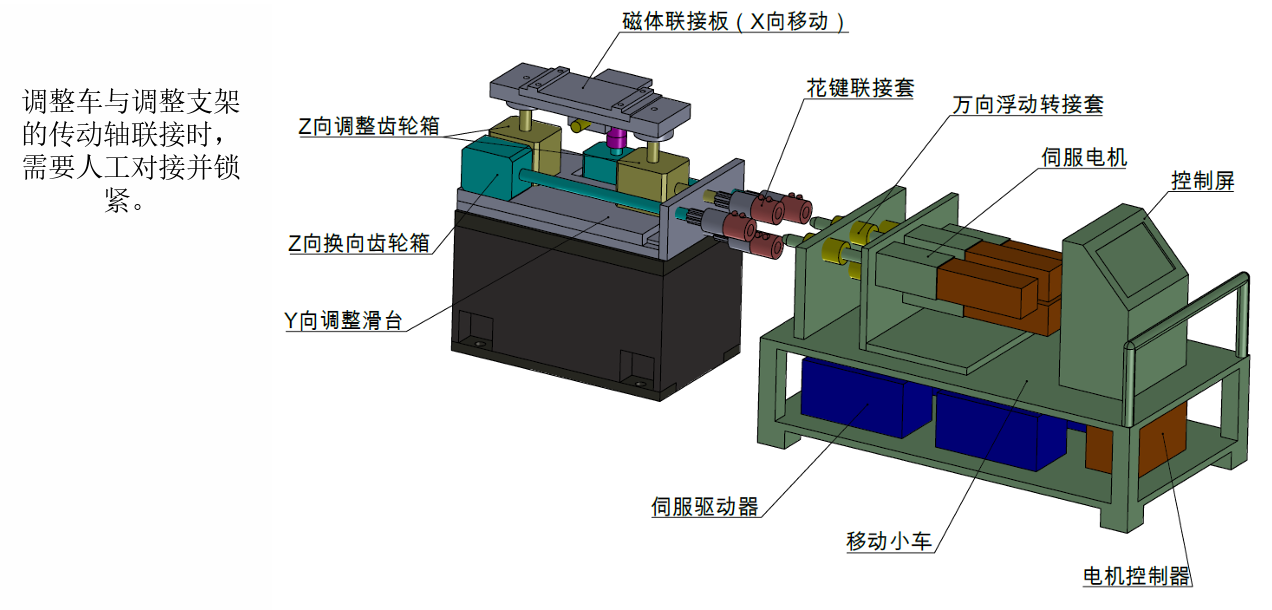 调整车与调整支架
的传动轴联接时，
需要人工对接并锁
紧。
磁体联接板（X向移动）
花键联接套
万向浮动转接套
Z向调整齿轮箱
伺服电机
控制屏
Z向换向齿轮箱
Y向调整滑台
伺服驱动器
移动小车
电机控制器